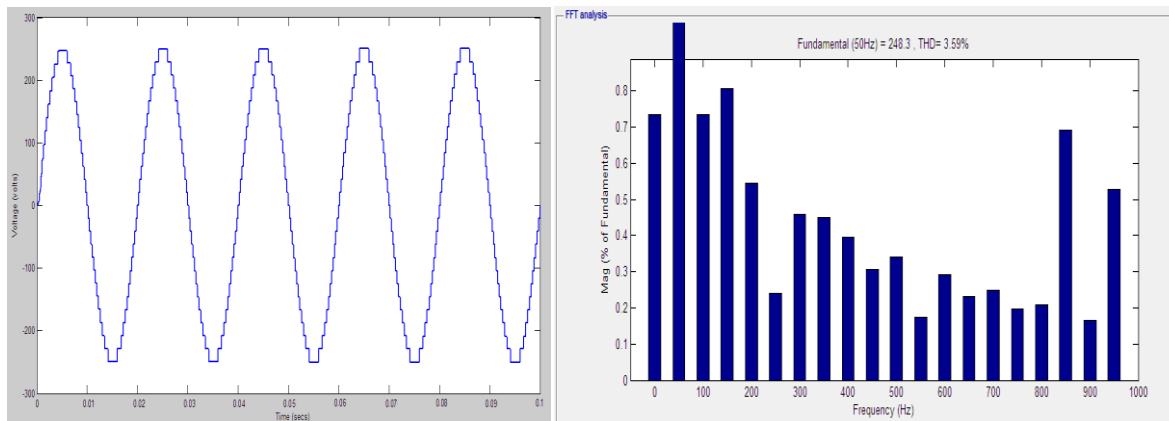 300
200
100
0
-100
-200
-300
Voltage (volts)
0 0.01 0.02 0.03 0.04 0.05 0.06 0.07 0.08 0.09 0.1
Time (secs)
FFT analysis
Fundamental (50Hz) = 248.3 , THD= 3.59%
0.8
0.7
0.6
0.5
0.4
0.3
0.2
0.1
0
Mag (% of Fundamental)
0 100 200 300 400 500 600 700 800 900 1000
Frequency (Hz)